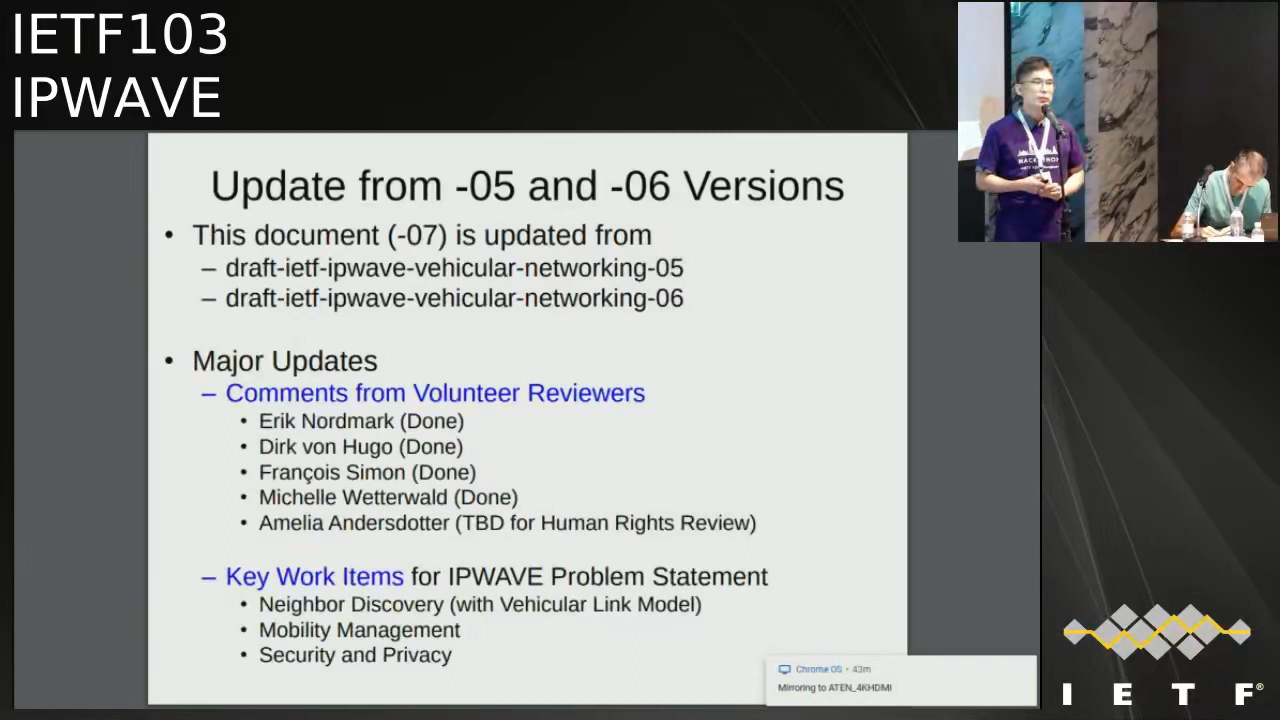 IETF103
IPWAVE
Update from -05 and -06 Versions
• This document (-07) is updated from
– draft-ietf-ipwave-vehicular-networking-05
– draft-ietf-ipwave-vehicular-networking-06
• Major Updates
– Comments from Volunteer Reviewers
• Erik Nordmark (Done)
• Dirk von Hugo (Done)
• François Simon (Done)
• Michelle Wetterwald (Done)
• Amelia Andersdotter (TBD for Human Rights Review)
– Key Work Items for IPWAVE Problem Statement
• Neighbor Discovery (with Vehicular Link Model)
• Mobility Management
• Security and Privacy
Chrome OS • 43m
Mirroring to ATEN_4KHDMI
I E T F®